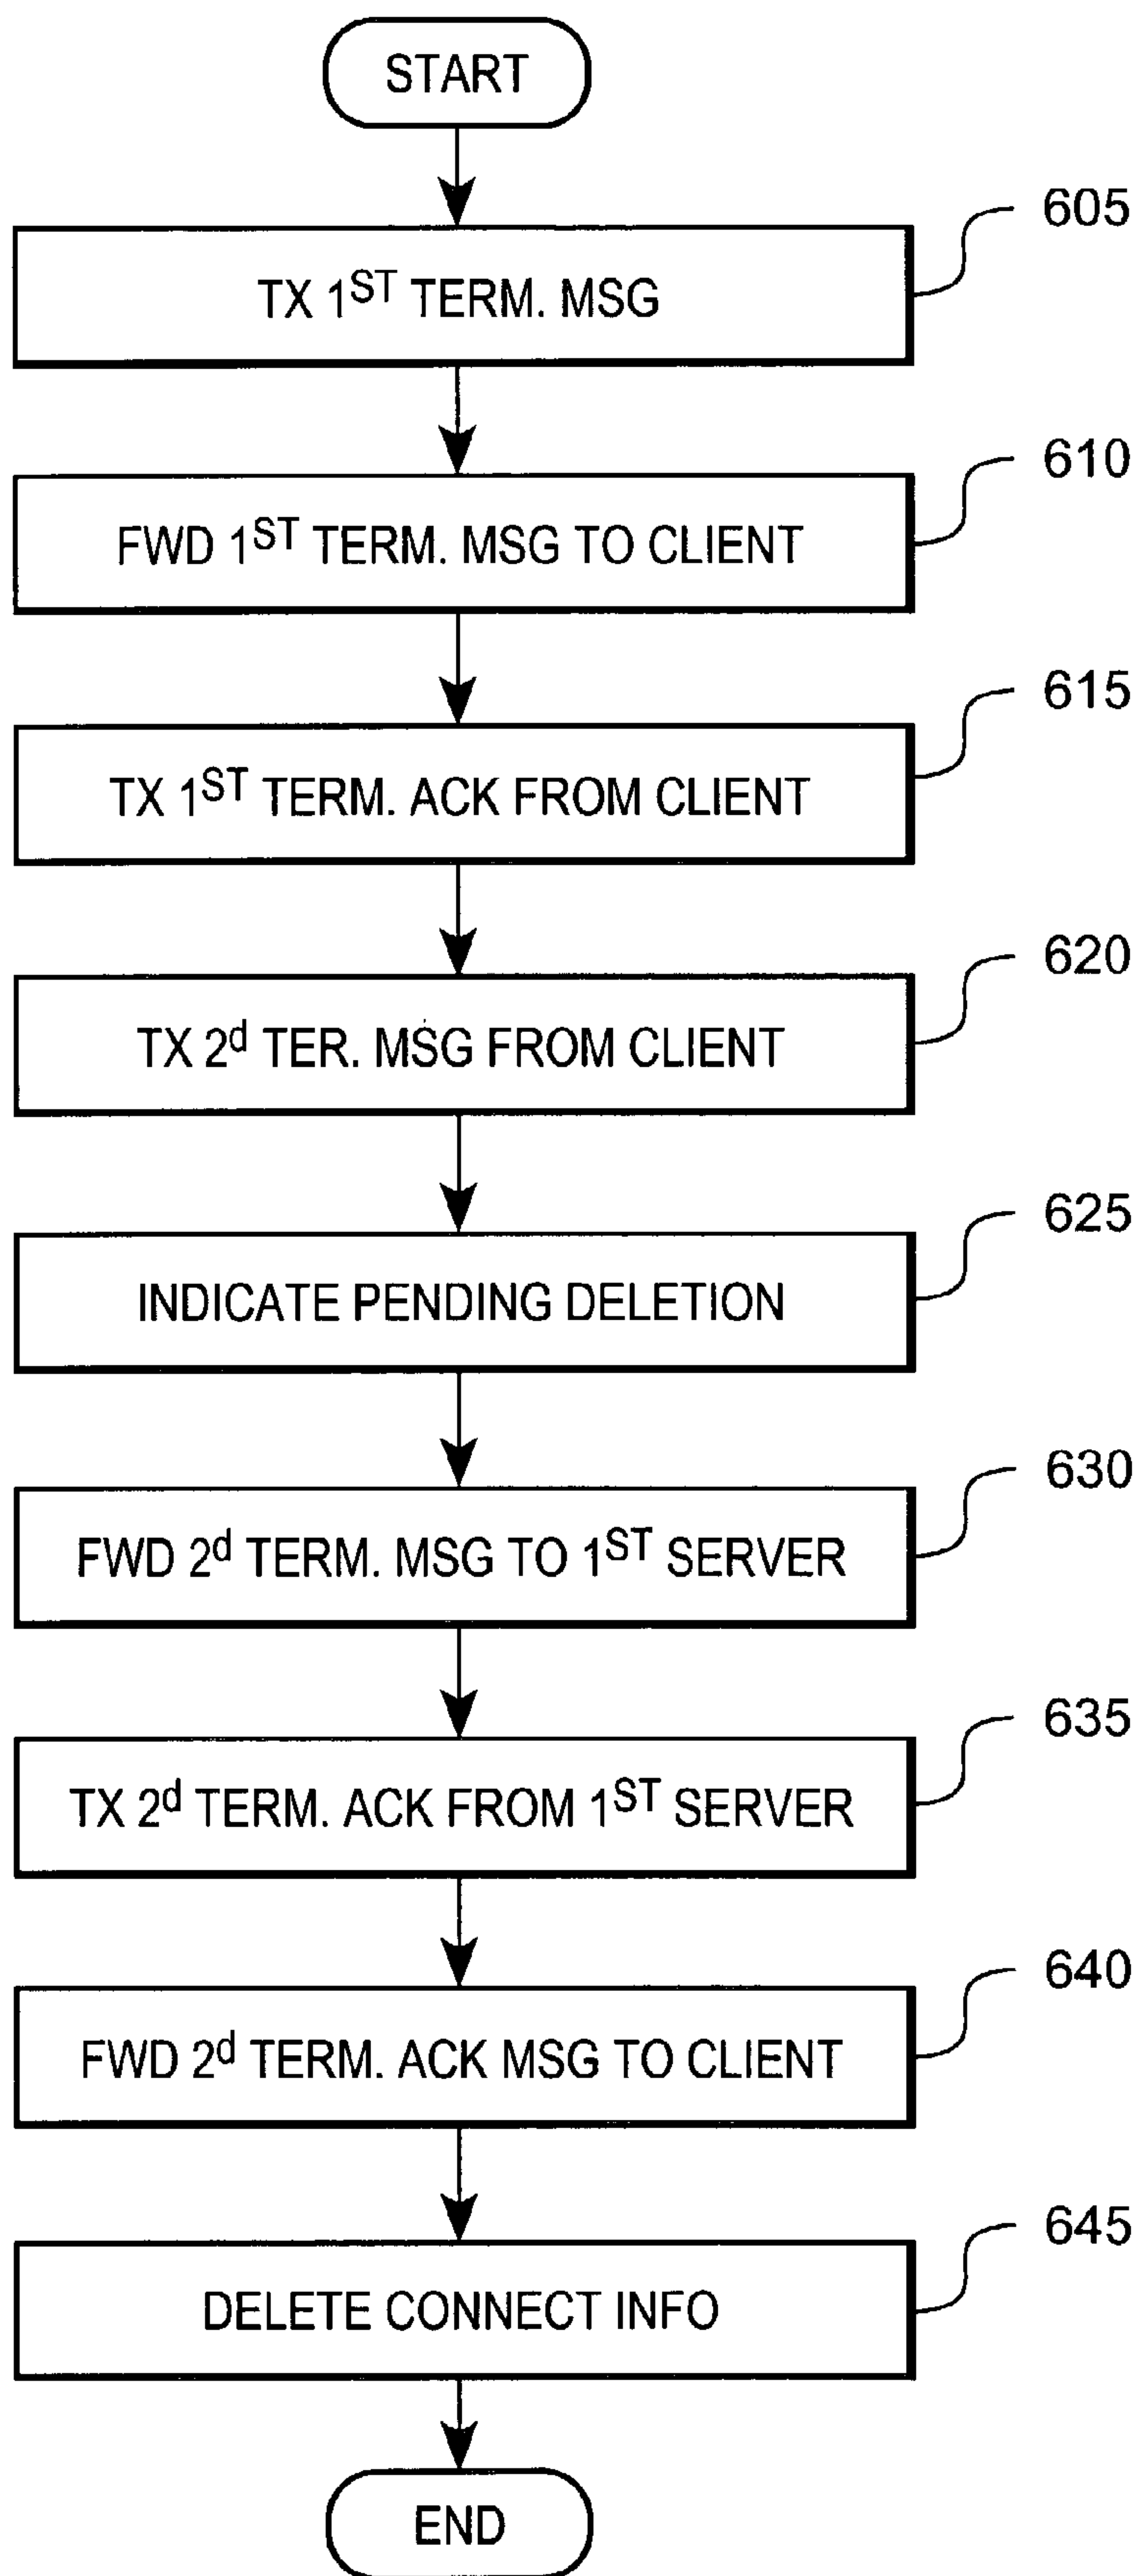 START
605
TX 1ST TERM. MSG
610
FWD 1ST TERM. MSG TO CLIENT
615
TX 1ST TERM. ACK FROM CLIENT
620
TX 2d TER. MSG FROM CLIENT
625
INDICATE PENDING DELETION
630
FWD 2d TERM. MSG TO 1ST SERVER
635
TX 2d TERM. ACK FROM 1ST SERVER
640
FWD 2d TERM. ACK MSG TO CLIENT
645
DELETE CONNECT INFO
END